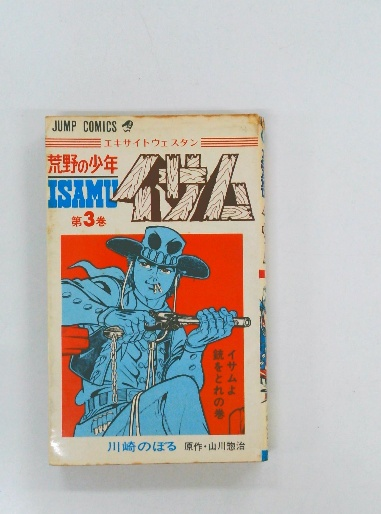 JUMP COMICS
エキサイトウェスタン
荒野の少年
ISAMU
イサム
第3巻
イサムよ
銃をとれの巻
川崎のぼる 原作・山川惣治